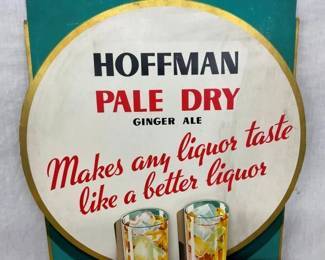 HOFFMAN
PALE DRY
GINGER ALE
Makes any liquor taste
like a better liquor